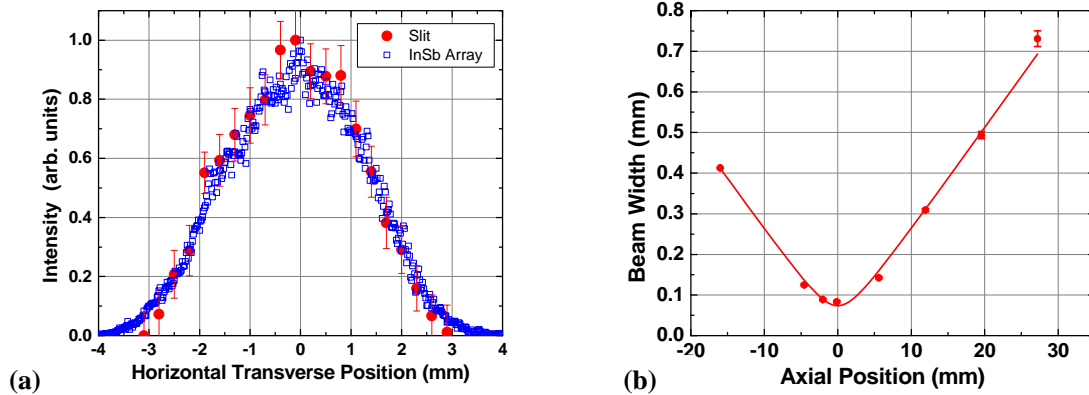 Slit
InSb Array
1.0
0.8
0.6
0.4
0.2
0.0
Intensity (arb. units)
-4 -3 -2 -1 0 1 2 3 4
Horizontal Transverse Position (mm)
(a)
0.8
0.7
0.6
0.5
0.4
0.3
0.2
0.1
0.0
Beam Width (mm)
-20 -10 0 10 20 30
Axial Position (mm)
(b)